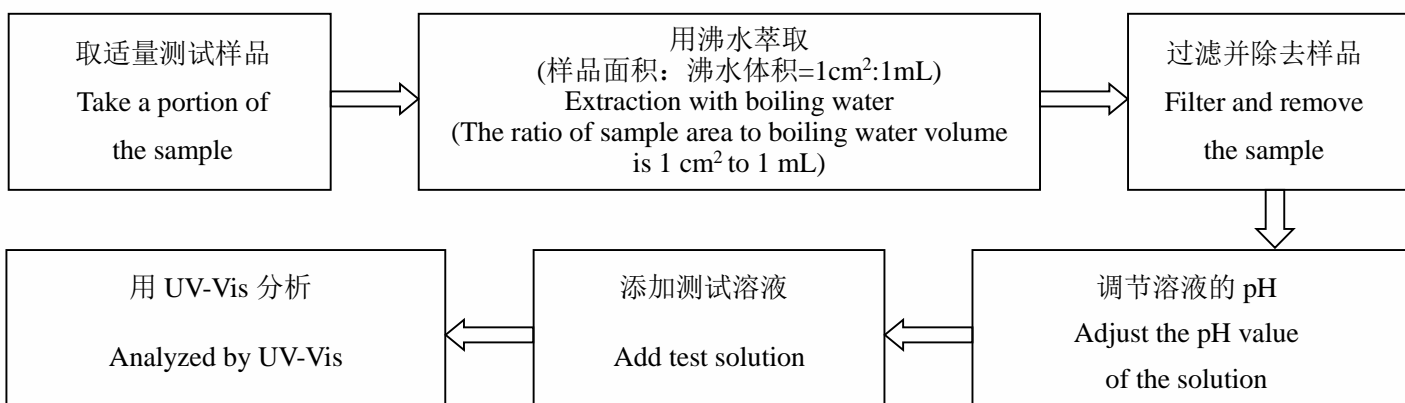 取适量测试样品
Take a portion of
the sample
用沸水萃取
(样品面积：沸水体积=1cm²:1mL)
Extraction with boiling water
(The ratio of sample area to boiling water volume
is 1 cm² to 1 mL)
过滤并除去样品
Filter and remove
the sample
调节溶液的 pH
Adjust the pH value
of the solution
添加测试溶液
Add test solution
用 UV-Vis 分析
Analyzed by UV-Vis